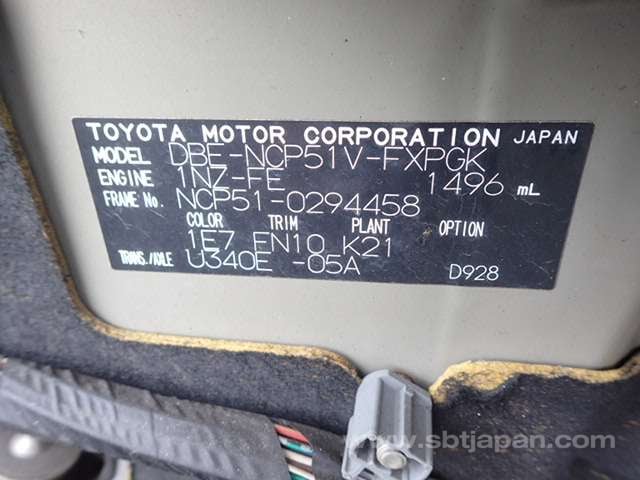 TOYOTA MOTOR CORPORATION JAPAN
MODEL DBE-NCP51V-FXPGK
ENGINE 1NZ-FE 1496 mL
FRAME No. NCP51-0294458
COLOR TRIM PLANT OPTION
1E7 FN10 K21
TRANS./AXLE U340E -05A
D928
www.sbtjapan.com